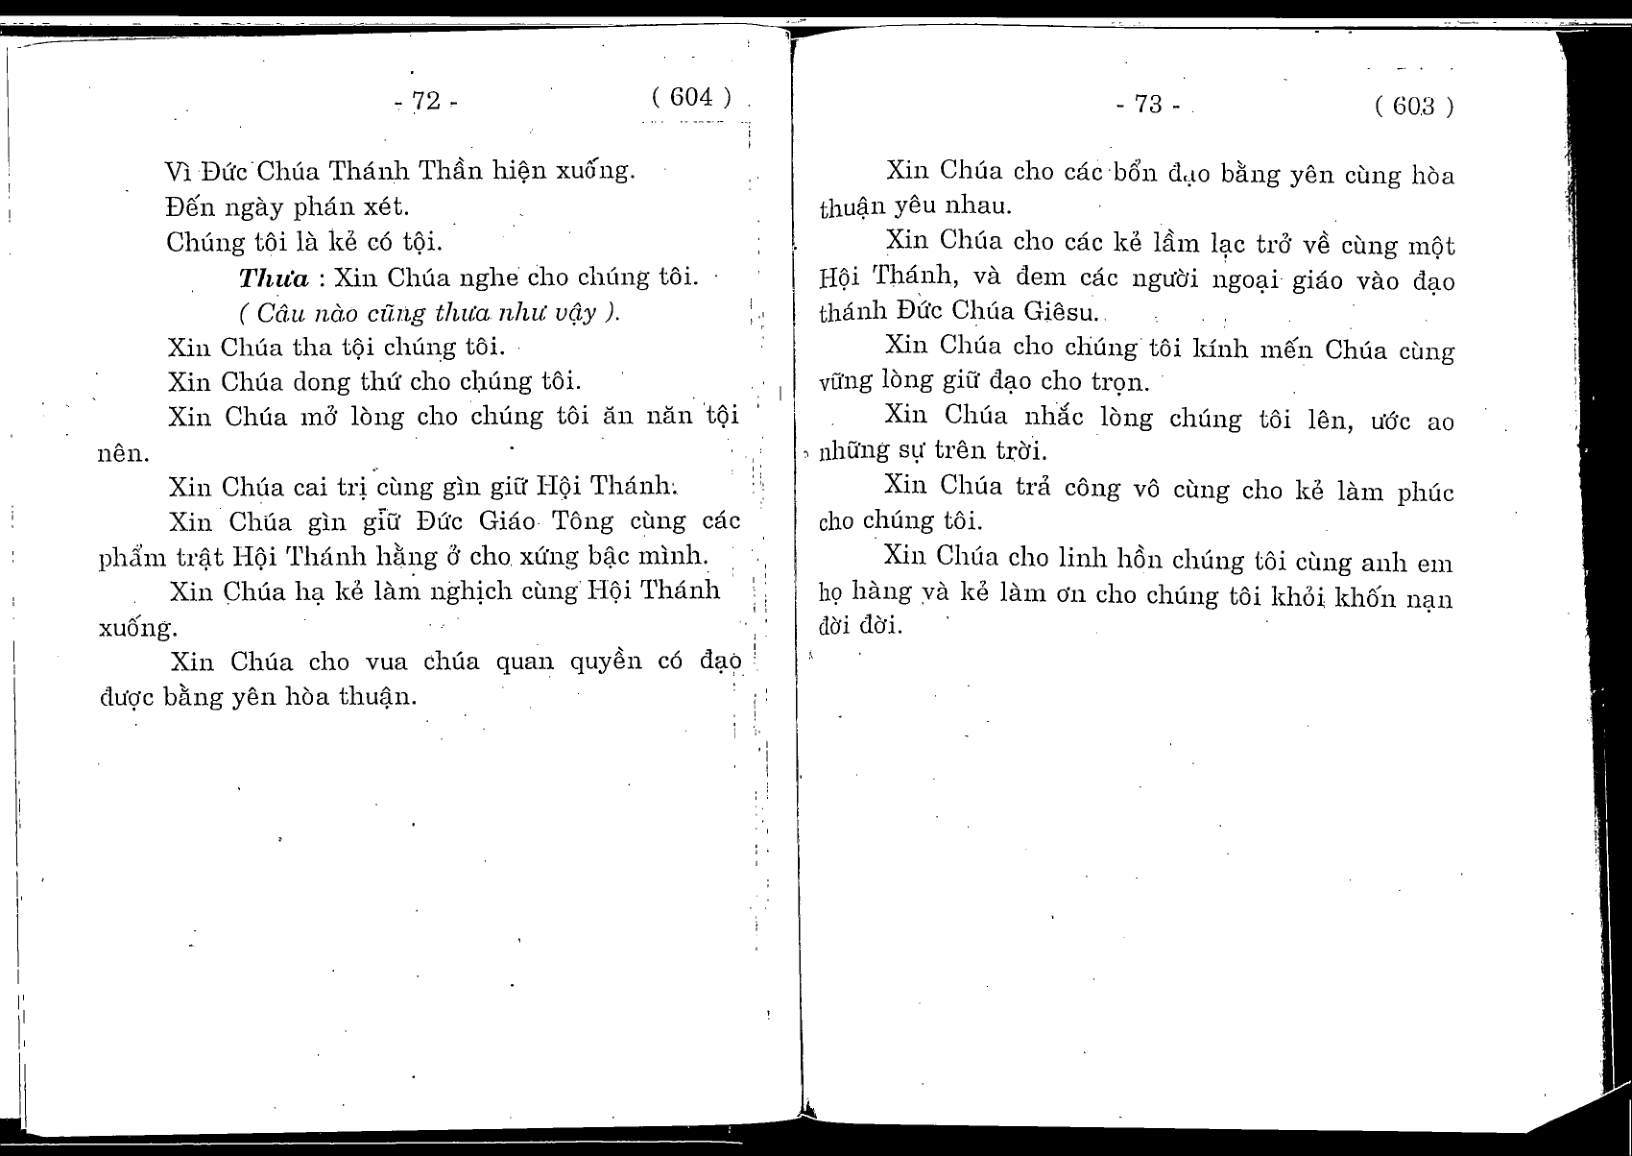 - 72 -
( 604 )
Vì Đức Chúa Thánh Thần hiện xuống.
Đến ngày phán xét.
Chúng tôi là kẻ có tội.
Thưa : Xin Chúa nghe cho chúng tôi.
( Câu nào cũng thưa như vậy ).
Xin Chúa tha tội chúng tôi.
Xin Chúa dong thứ cho chúng tôi.
Xin Chúa mở lòng cho chúng tôi ăn năn tội
nên.
Xin Chúa cai trị cùng gìn giữ Hội Thánh.
Xin Chúa gìn giữ Đức Giáo Tông cùng các
phẩm trật Hội Thánh hằng ở cho xứng bậc mình.
Xin Chúa hạ kẻ làm nghịch cùng Hội Thánh
xuống.
Xin Chúa cho vua chúa quan quyền có đạo
được bằng yên hòa thuận.
- 73 -
( 603 )
Xin Chúa cho các bổn đạo bằng yên cùng hòa
thuận yêu nhau.
Xin Chúa cho các kẻ lầm lạc trở về cùng một
Hội Thánh, và đem các người ngoại giáo vào đạo
thánh Đức Chúa Giêsu.
Xin Chúa cho chúng tôi kính mến Chúa cùng
vững lòng giữ đạo cho trọn.
Xin Chúa nhắc lòng chúng tôi lên, ước ao
những sự trên trời.
Xin Chúa trả công vô cùng cho kẻ làm phúc
cho chúng tôi.
Xin Chúa cho linh hồn chúng tôi cùng anh em
họ hàng và kẻ làm ơn cho chúng tôi khỏi khốn nạn
đời đời.